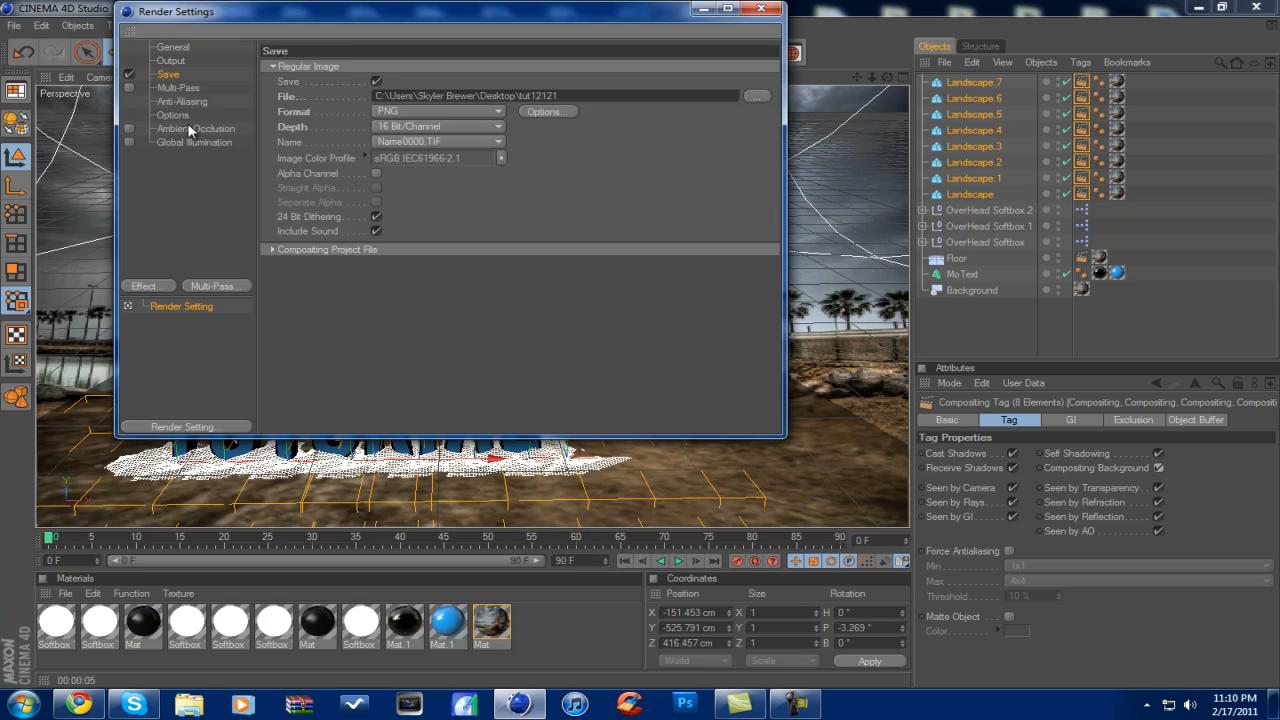 CINEMA 4D Studio
Render Settings
File Edit Objects
Edit
Perspective
General
Output
Save
Multi-Pass
Anti-Aliasing
Options
Ambient Occlusion
Global Illumination
Effect... Multi-Pass...
Render Setting
Render Setting...
Save
Regular Image
Save
File... C:\Users\Skyler Brewer\Desktop\tut12121 ...
Format PNG Options...
Depth 16 Bit/Channel
Name Name0000.TIF
Image Color Profile sRGB IEC61966-2.1
Alpha Channel
Straight Alpha
Separate Alpha
24 Bit Dithering
Include Sound
Compositing Project File
Objects Structure
File Edit View Objects Tags Bookmarks
Landscape.7
Landscape.6
Landscape.5
Landscape.4
Landscape.3
Landscape.2
Landscape.1
Landscape
OverHead Softbox.2
OverHead Softbox.1
OverHead Softbox
Floor
MoText
Background
Attributes
Mode Edit User Data
Compositing Tag (8 Elements) [Compositing, Compositing, Compositing, Compositi
Basic Tag GI Exclusion Object Buffer
Tag Properties
Cast Shadows Self Shadowing
Receive Shadows Compositing Background
Seen by Camera Seen by Transparency
Seen by Rays Seen by Refraction
Seen by GI Seen by Reflection
Seen by AO
Force Antialiasing
Min 1x1
Max 4x4
Threshold 10 %
Matte Object
Color
0 5 10 15 20 25 30 35 40 45 50 55 60 65 70 75 80 85 90 0 F
0 F 0 F 90 F 90 F
Materials
File Edit Function Texture
Softbox Softbox Mat Softbox Softbox Softbox Mat Softbox Mat.1 Mat.1 Mat
Coordinates
Position Scale Rotation
X -151.453 cm X 1 H 0 °
Y -525.791 cm Y 1 P -3.269 °
Z 416.457 cm Z 1 B 0 °
World Scale Apply
MAXON
CINEMA 4D
00:00:05
Ps
11:10 PM
2/17/2011